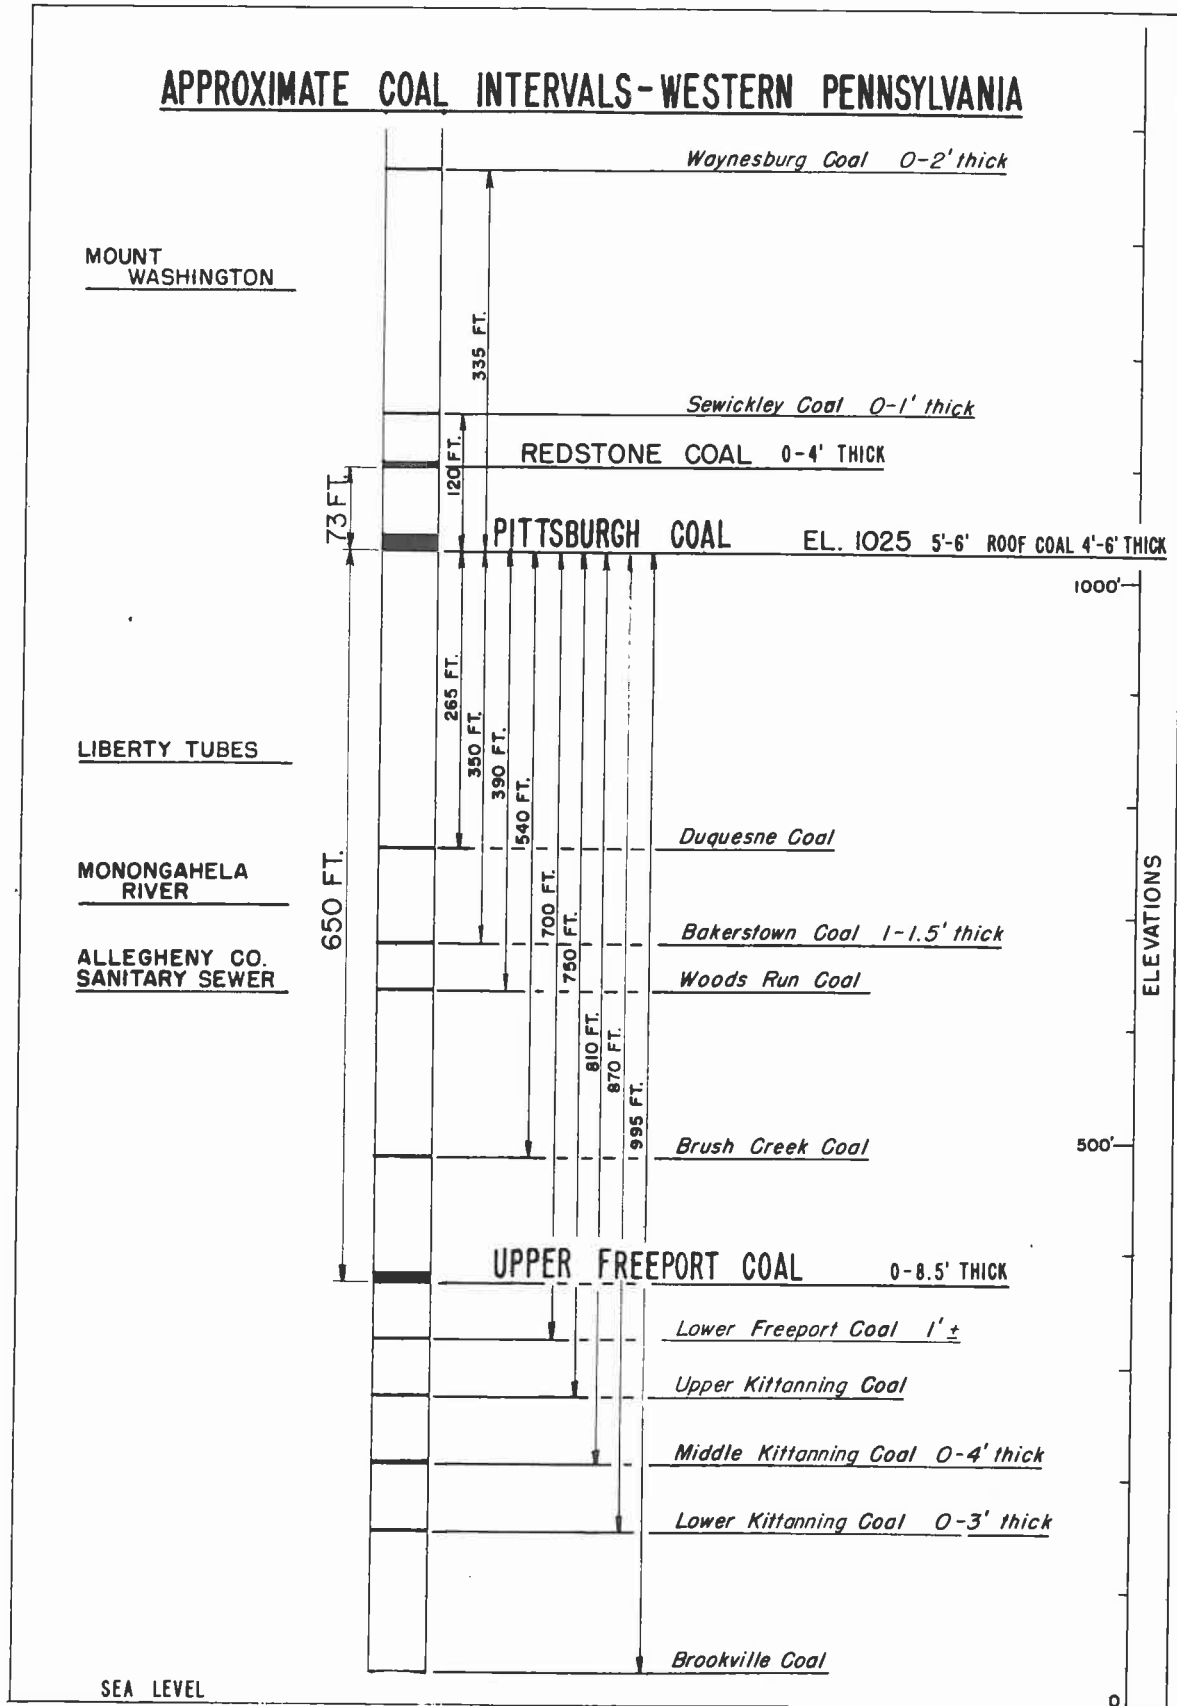 APPROXIMATE COAL INTERVALS-WESTERN PENNSYLVANIA
Waynesburg Coal 0-2' thick
MOUNT
WASHINGTON
335 FT.
Sewickley Coal 0-1' thick
120 FT.
REDSTONE COAL 0-4' THICK
73 FT.
PITTSBURGH COAL EL. 1025 5'-6' ROOF COAL 4'-6' THICK
1000'
265 FT.
350 FT.
390 FT.
540 FT.
LIBERTY TUBES
Duquesne Coal
MONONGAHELA
RIVER
650 FT.
700 FT.
750 FT.
810 FT.
870 FT.
995 FT.
Bakerstown Coal 1-1.5' thick
ELEVATIONS
ALLEGHENY CO.
SANITARY SEWER
Woods Run Coal
Brush Creek Coal
500'
UPPER FREEPORT COAL 0-8.5' THICK
Lower Freeport Coal 1' ±
Upper Kittanning Coal
Middle Kittanning Coal 0-4' thick
Lower Kittanning Coal 0-3' thick
Brookville Coal
SEA LEVEL
0